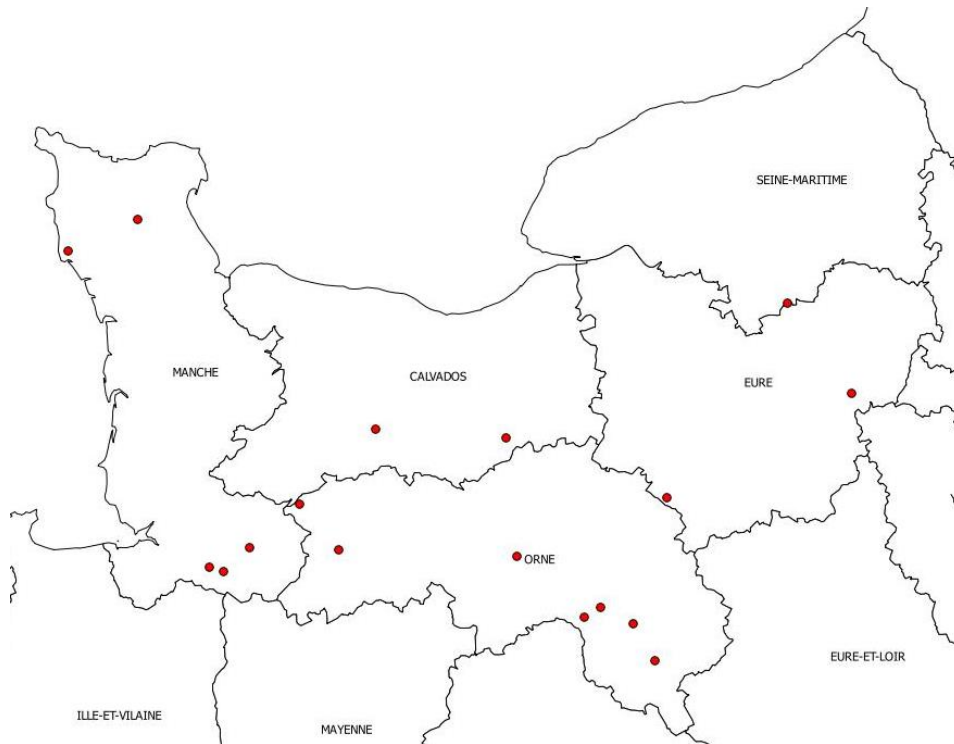 SEINE-MARITIME
MANCHE
CALVADOS
EURE
ORNE
EURE-ET-LOIR
ILLE-ET-VILAINE
MAYENNE